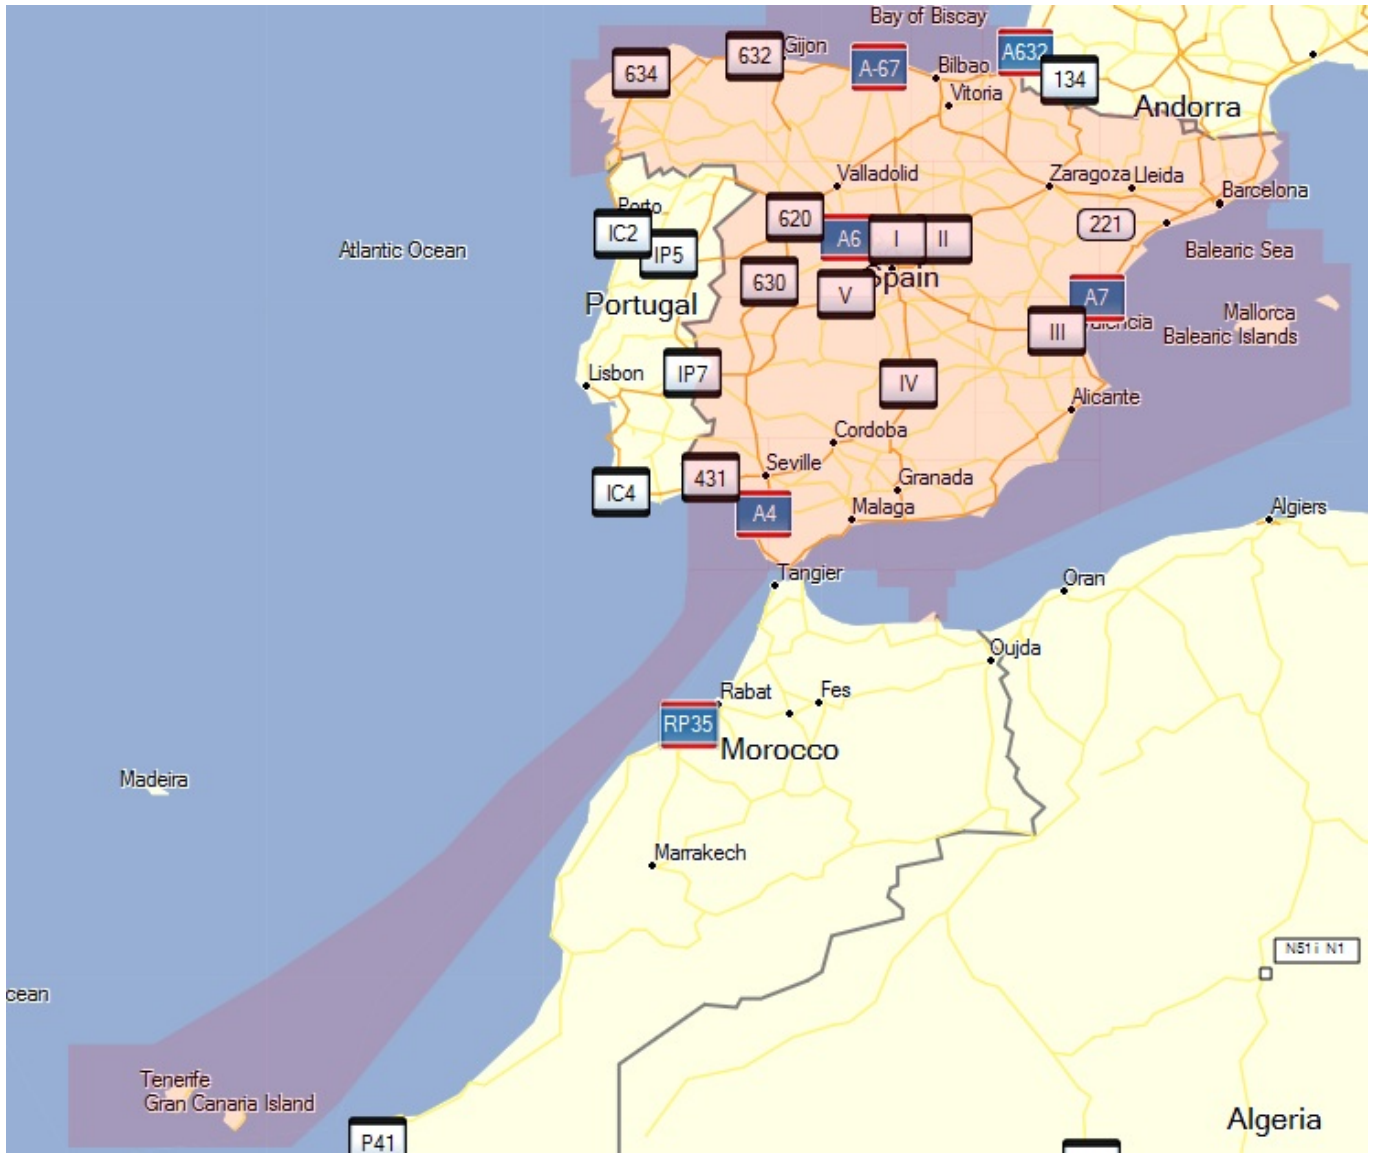 Bay of Biscay
Gijon
632
634
A-67
A632
Bilbao
134
Vitoria
Andorra
Valladolid
Zaragoza
Lleida
Barcelona
Porto
620
221
IC2
A6
I
II
IP5
Atlantic Ocean
Balearic Sea
Spain
630
V
A7
Portugal
Mallorca
III
Balearic Islands
Lisbon
IP7
IV
Alicante
Cordoba
Seville
431
Granada
IC4
A4
Malaga
Algiers
Tangier
Oran
Oujda
Rabat
Fes
RP35
Morocco
Madeira
Marrakech
N51 i N1
cean
Tenerife
Gran Canaria Island
Algeria
P41